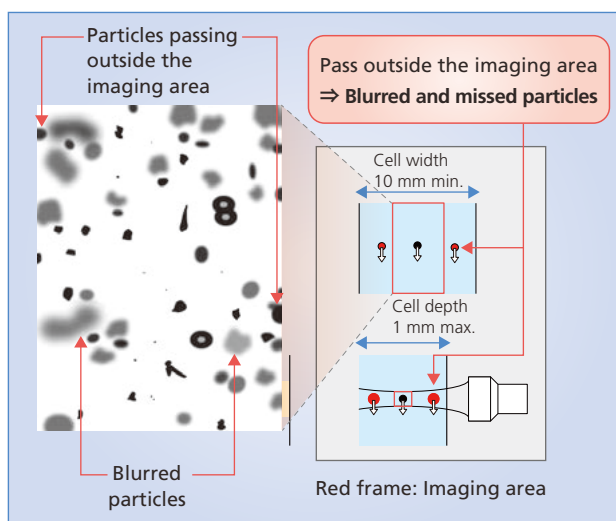 Particles passing
outside the
imaging area
Pass outside the imaging area
⇒ Blurred and missed particles
Cell width
10 mm min.
Cell depth
1 mm max.
Blurred
particles
Red frame: Imaging area